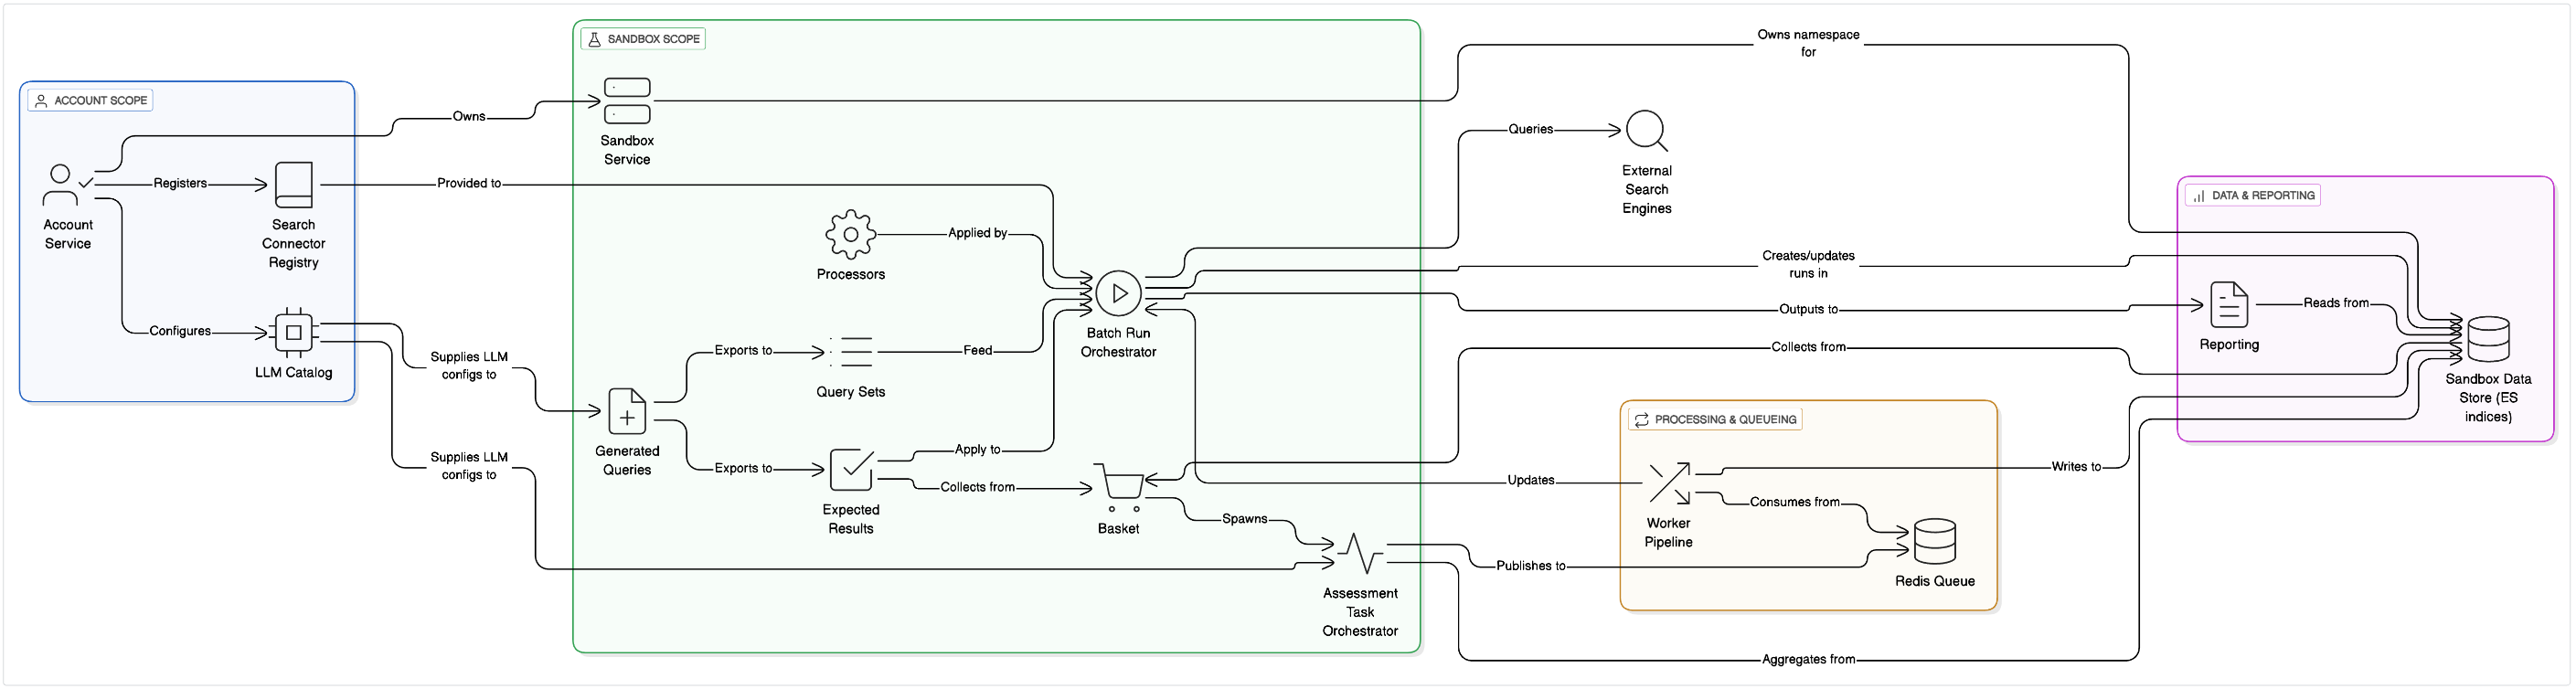 SANDBOX SCOPE
Owns namespace
for
ACCOUNT SCOPE
Owns
Sandbox
Service
Queries
External
Search
Engines
Registers
Provided to
Account
Service
Search
Connector
Registry
DATA & REPORTING
Applied by
Processors
Creates/updates
runs in
Outputs to
Reads from
Reporting
Configures
LLM Catalog
Batch Run
Orchestrator
Supplies LLM
configs to
Exports to
Feed
Query Sets
Collects from
Sandbox Data
Store (ES
indices)
PROCESSING & QUEUEING
Generated
Queries
Supplies LLM
configs to
Exports to
Apply to
Collects from
Expected
Results
Basket
Updates
Writes to
Consumes from
Worker
Pipeline
Spawns
Publishes to
Redis Queue
Assessment
Task
Orchestrator
Aggregates from